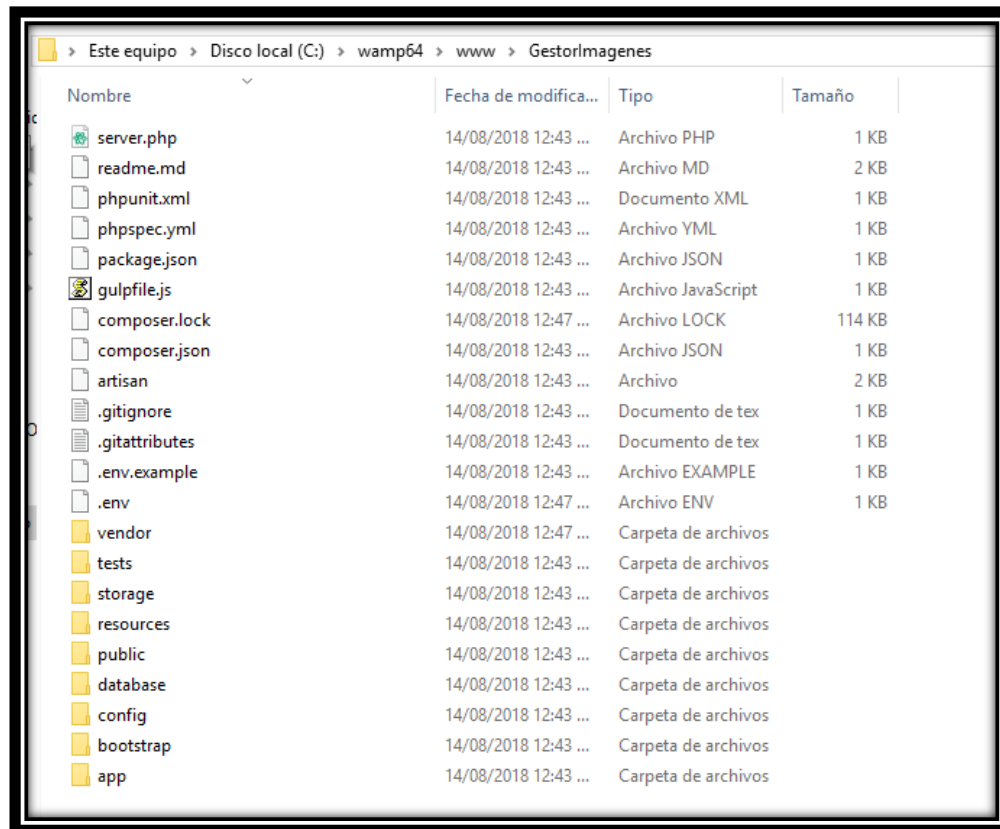 > Este equipo > Disco local (C:) > wamp64 > www > GestorImagenes
Nombre Fecha de modifica... Tipo Tamaño
server.php 14/08/2018 12:43 ... Archivo PHP 1 KB
readme.md 14/08/2018 12:43 ... Archivo MD 2 KB
phpunit.xml 14/08/2018 12:43 ... Documento XML 1 KB
phpspec.yml 14/08/2018 12:43 ... Archivo YML 1 KB
package.json 14/08/2018 12:43 ... Archivo JSON 1 KB
gulpfile.js 14/08/2018 12:43 ... Archivo JavaScript 1 KB
composer.lock 14/08/2018 12:47 ... Archivo LOCK 114 KB
composer.json 14/08/2018 12:43 ... Archivo JSON 1 KB
artisan 14/08/2018 12:43 ... Archivo 2 KB
.gitignore 14/08/2018 12:43 ... Documento de tex 1 KB
.gitattributes 14/08/2018 12:43 ... Documento de tex 1 KB
.env.example 14/08/2018 12:43 ... Archivo EXAMPLE 1 KB
.env 14/08/2018 12:47 ... Archivo ENV 1 KB
vendor 14/08/2018 12:47 ... Carpeta de archivos
tests 14/08/2018 12:43 ... Carpeta de archivos
storage 14/08/2018 12:43 ... Carpeta de archivos
resources 14/08/2018 12:43 ... Carpeta de archivos
public 14/08/2018 12:43 ... Carpeta de archivos
database 14/08/2018 12:43 ... Carpeta de archivos
config 14/08/2018 12:43 ... Carpeta de archivos
bootstrap 14/08/2018 12:43 ... Carpeta de archivos
app 14/08/2018 12:43 ... Carpeta de archivos